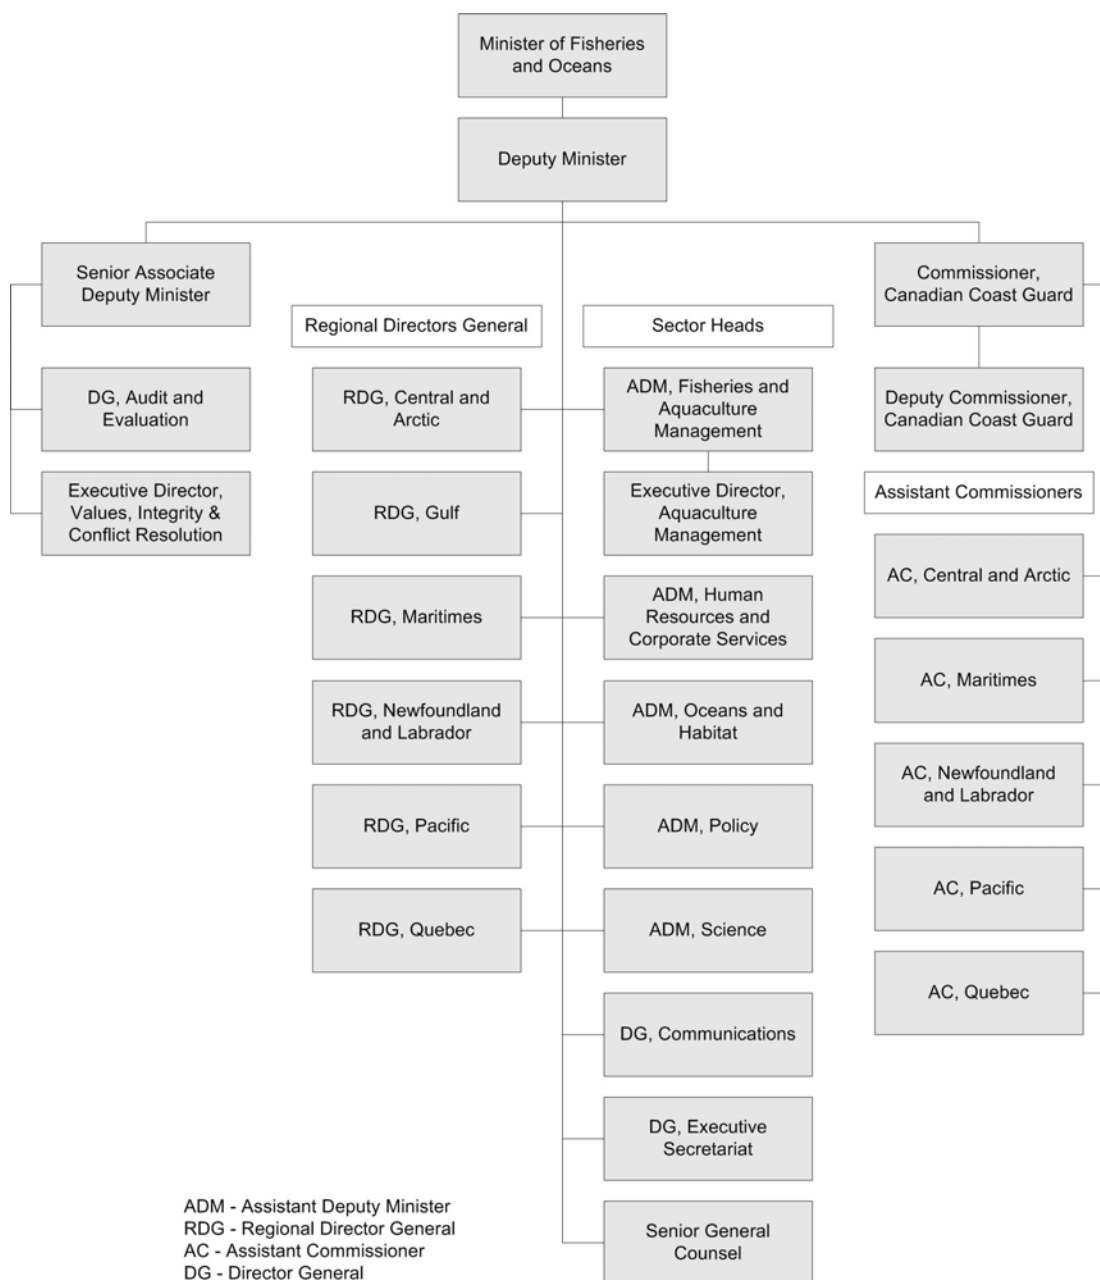 Minister of Fisheries
and Oceans
Deputy Minister
Senior Associate
Deputy Minister
DG, Audit and
Evaluation
Executive Director,
Values, Integrity &
Conflict Resolution
Regional Directors General
RDG, Central and
Arctic
RDG, Gulf
RDG, Maritimes
RDG, Newfoundland
and Labrador
RDG, Pacific
RDG, Quebec
Sector Heads
ADM, Fisheries and
Aquaculture
Management
Executive Director,
Aquaculture
Management
ADM, Human
Resources and
Corporate Services
ADM, Oceans and
Habitat
ADM, Policy
ADM, Science
DG, Communications
DG, Executive
Secretariat
Senior General
Counsel
Commissioner,
Canadian Coast Guard
Deputy Commissioner,
Canadian Coast Guard
Assistant Commissioners
AC, Central and Arctic
AC, Maritimes
AC, Newfoundland
and Labrador
AC, Pacific
AC, Quebec
ADM - Assistant Deputy Minister
RDG - Regional Director General
AC - Assistant Commissioner
DG - Director General